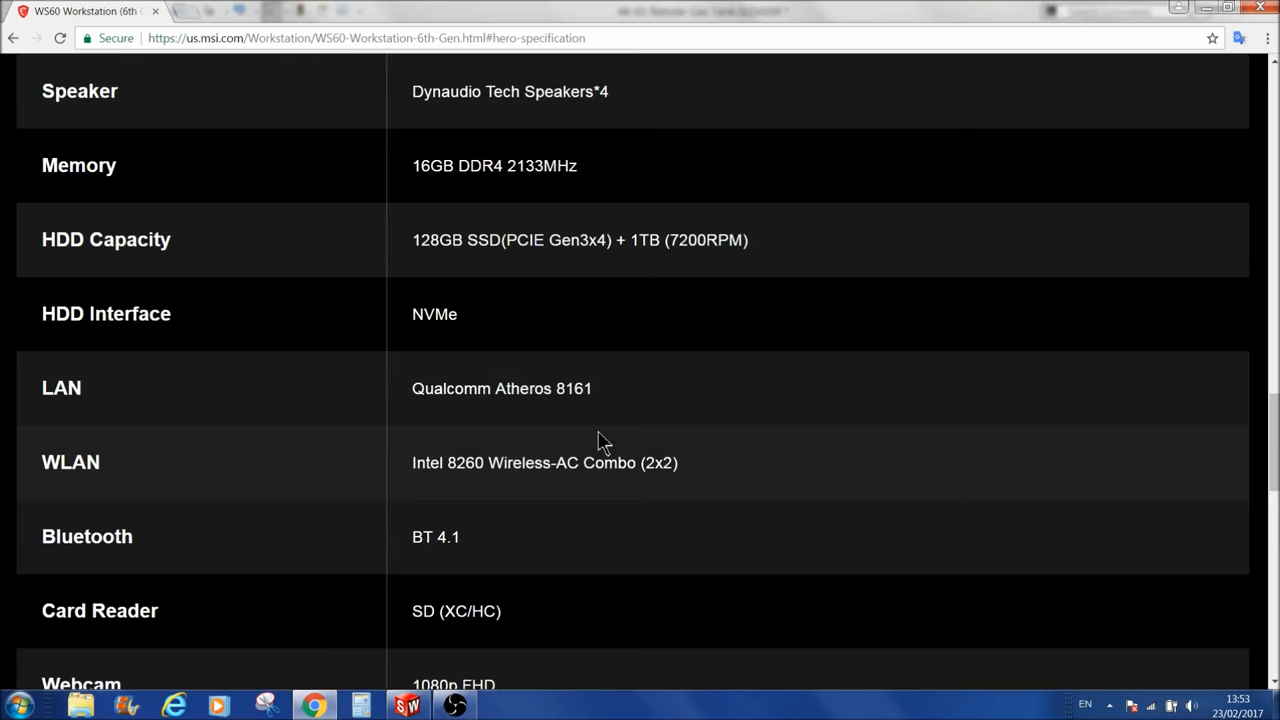 WS60 Workstation (6th Ge
Secure
https://us.msi.com/Workstation/WS60-Workstation-6th-Gen.html#hero-specification
Speaker
Dynaudio Tech Speakers*4
Memory
16GB DDR4 2133MHz
HDD Capacity
128GB SSD(PCIE Gen3x4) + 1TB (7200RPM)
HDD Interface
NVMe
LAN
Qualcomm Atheros 8161
WLAN
Intel 8260 Wireless-AC Combo (2x2)
Bluetooth
BT 4.1
Card Reader
SD (XC/HC)
Webcam
1080p FHD
SW
EN
13:53
23/02/2017